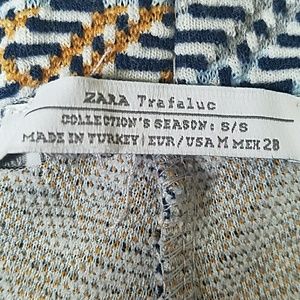 ZARA Trafaluc
COLLECTION'S SEASON: S/S
MADE IN TURKEY | EUR/USA M MEX 28